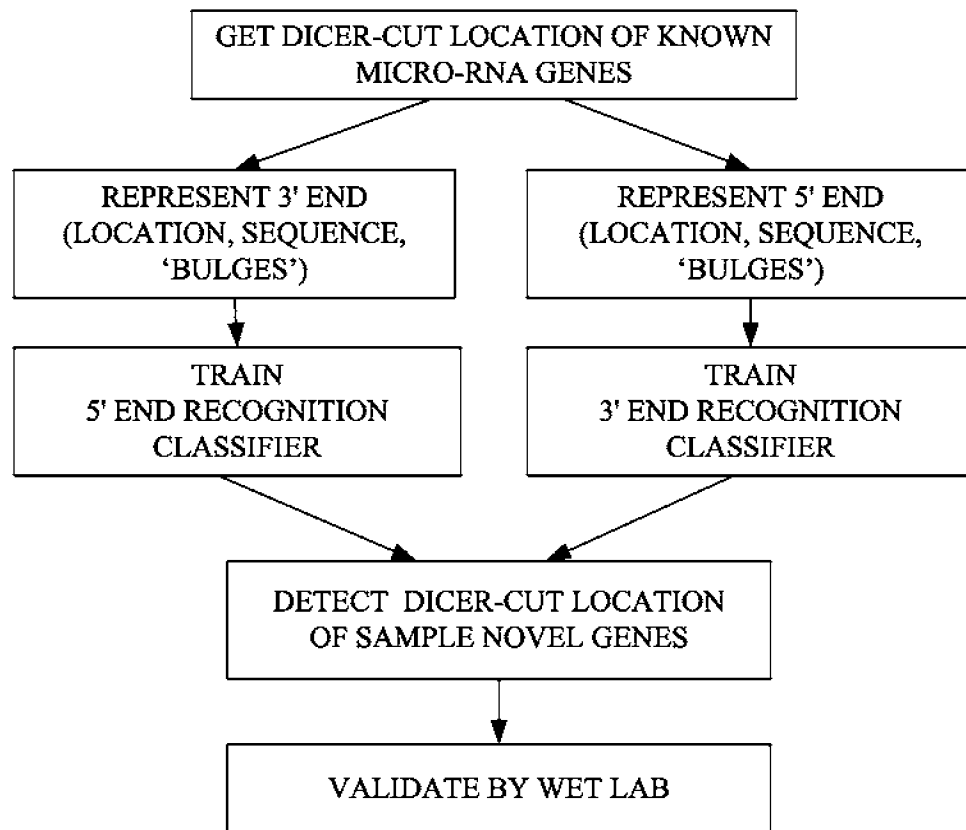 GET DICER-CUT LOCATION OF KNOWN
MICRO-RNA GENES
REPRESENT 3' END
(LOCATION, SEQUENCE,
‘BULGES’)
REPRESENT 5' END
(LOCATION, SEQUENCE,
‘BULGES’)
TRAIN
5' END RECOGNITION
CLASSIFIER
TRAIN
3' END RECOGNITION
CLASSIFIER
DETECT DICER-CUT LOCATION
OF SAMPLE NOVEL GENES
VALIDATE BY WET LAB